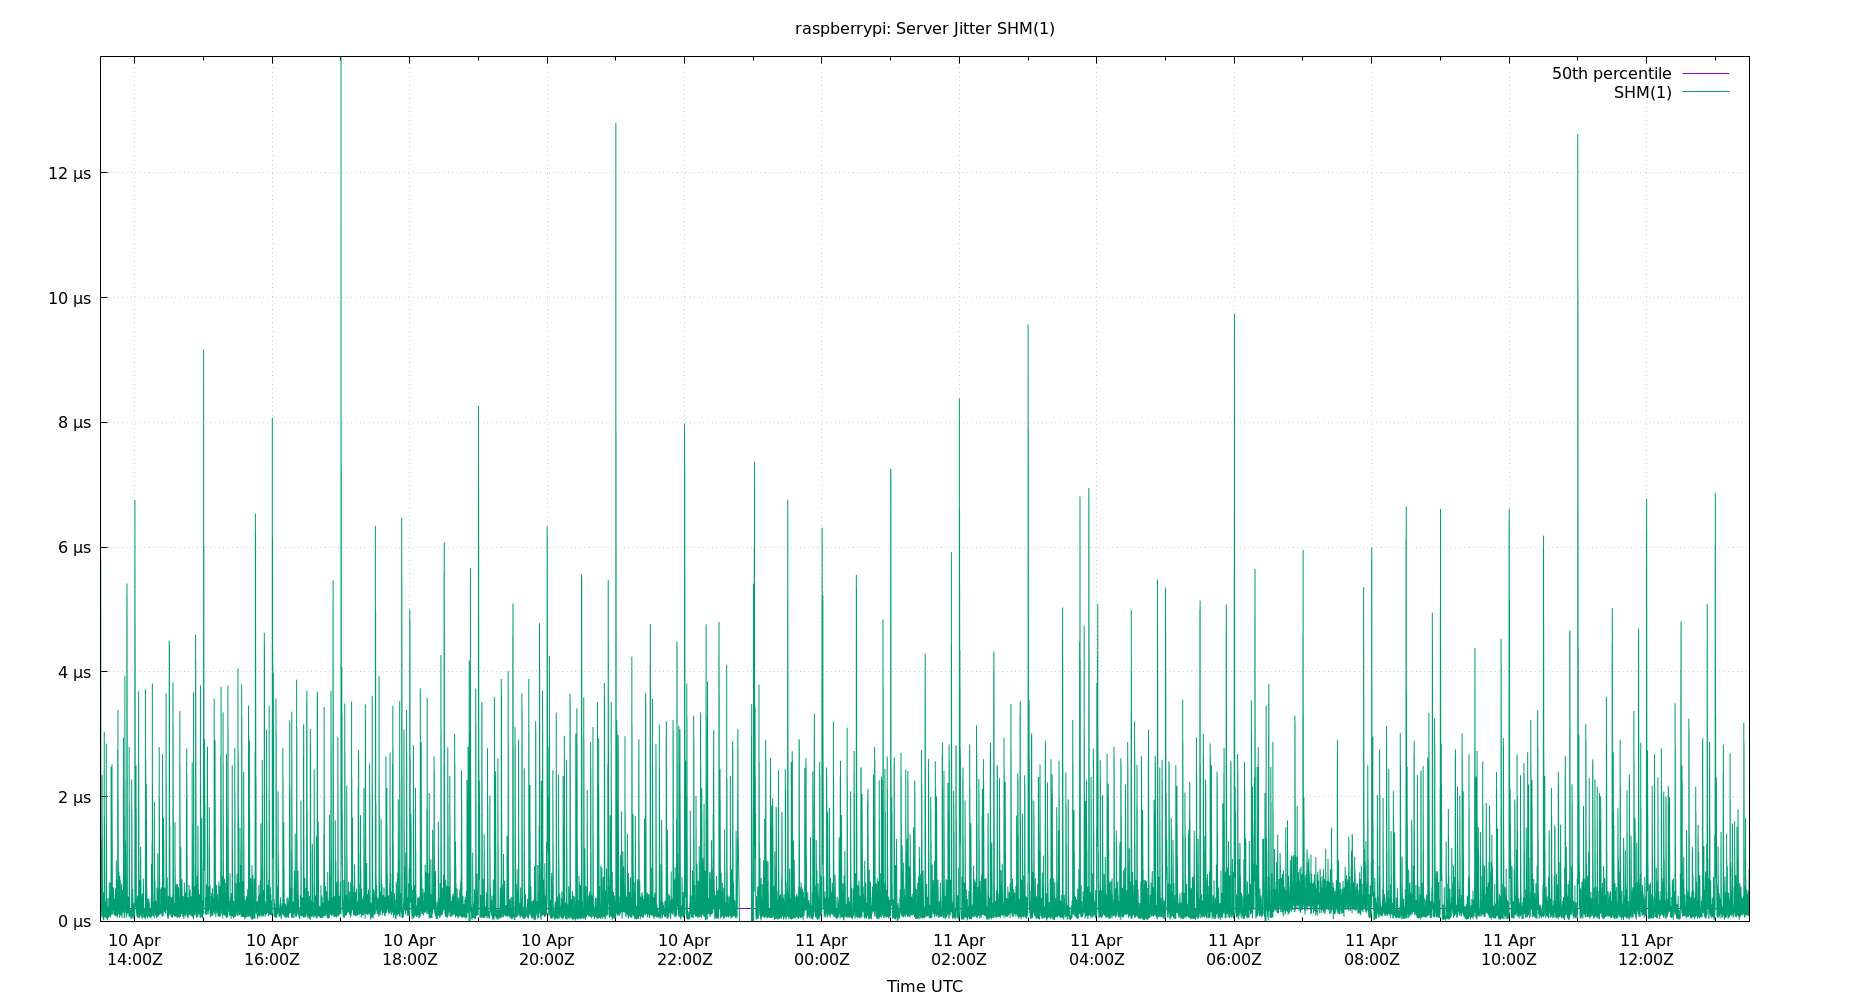 raspberrypi: Server Jitter SHM(1)
50th percentile
SHM(1)
12 µs
10 µs
8 µs
6 µs
4 µs
2 µs
0 µs
10 Apr 10 Apr 10 Apr 10 Apr 10 Apr 11 Apr 11 Apr 11 Apr 11 Apr 11 Apr 11 Apr 11 Apr
14:00Z 16:00Z 18:00Z 20:00Z 22:00Z 00:00Z 02:00Z 04:00Z 06:00Z 08:00Z 10:00Z 12:00Z
Time UTC